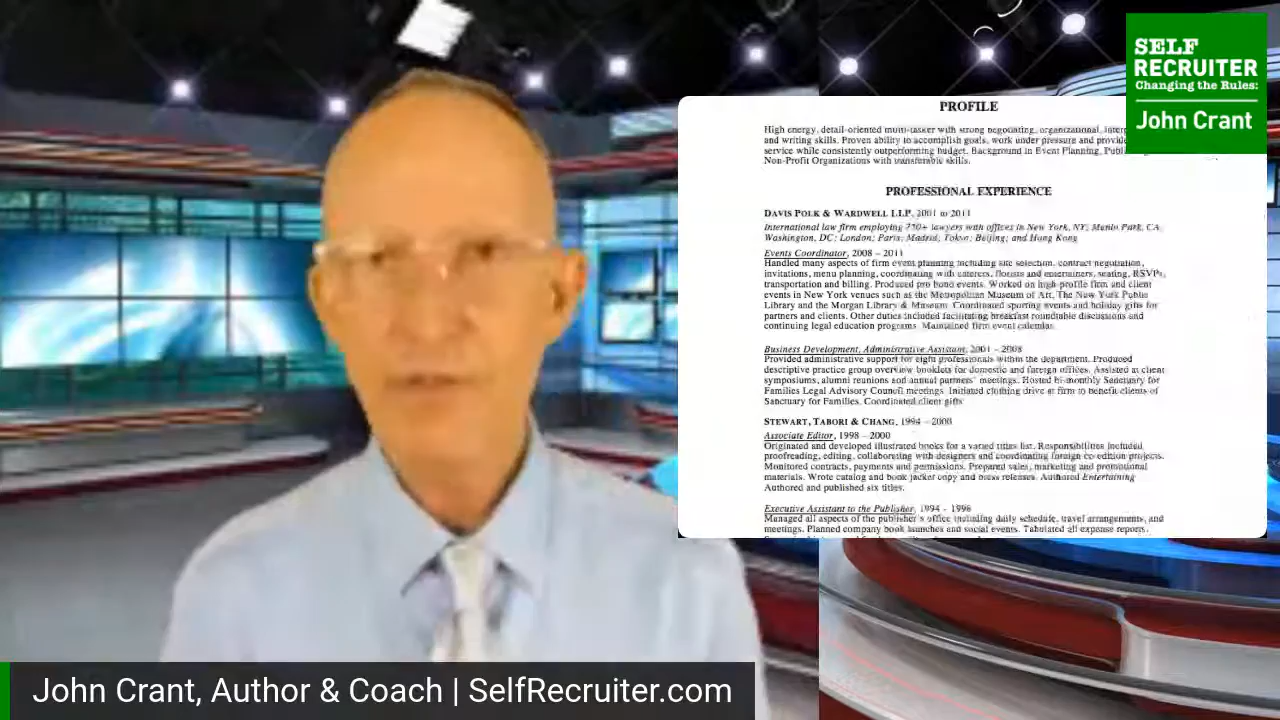 SELF
RECRUITER
Changing the Rules:
John Crant
PROFILE
High energy, detail-oriented multi-tasker with strong negotiating, organizational,
and writing skills. Proven ability to accomplish goals, work under pressure and provide
service while consistently outperforming budget. Background in Event Planning,
Non-Profit Organizations with transferable skills.
PROFESSIONAL EXPERIENCE
DAVIS POLK & WARDWELL LLP, 2001 to 2011
International law firm employing 750+ lawyers with offices in New York, NY; Menlo Park, CA;
Washington, DC; London; Paris; Madrid; Tokyo; Beijing; and Hong Kong
Events Coordinator, 2008 – 2011
Handled many aspects of firm event planning including site selection, contract negotiation,
invitations, menu planning, coordinating with caterers, florists and entertainers, seating, RSVPs,
transportation and billing. Produced pro bono events. Worked on high-profile firm and client
events in New York venues such as the Metropolitan Museum of Art, The New York Public
Library and the Morgan Library & Museum. Coordinated sporting events and holiday gifts for
partners and clients. Other duties included facilitating breakfast roundtable discussions and
continuing legal education programs. Maintained firm event calendar.
Business Development, Administrative Assistant, 2001 – 2008
Provided administrative support for eight professionals within the department. Produced
descriptive practice group overview booklets for domestic and foreign offices. Assisted at client
symposiums, alumni reunions and annual partners' meetings. Hosted bi-monthly Sanctuary for
Families Legal Advisory Council meetings. Initiated clothing drive at firm to benefit clients of
Sanctuary for Families. Coordinated client gifts
STEWART, TABORI & CHANG, 1994 – 2000
Associate Editor, 1998 – 2000
Originated and developed illustrated books for a varied titles list. Responsibilities included
proofreading, editing, collaborating with designers and coordinating foreign co-edition projects.
Monitored contracts, payments and permissions. Prepared sales, marketing and promotional
materials. Wrote catalog and book jacket copy and press releases. Authored Entertaining
Authored and published six titles.
Executive Assistant to the Publisher, 1994 – 1998
Managed all aspects of the publisher's office including daily schedule, travel arrangements, and
meetings. Planned company book launches and social events. Tabulated all expense reports.
John Crant, Author & Coach | SelfRecruiter.com